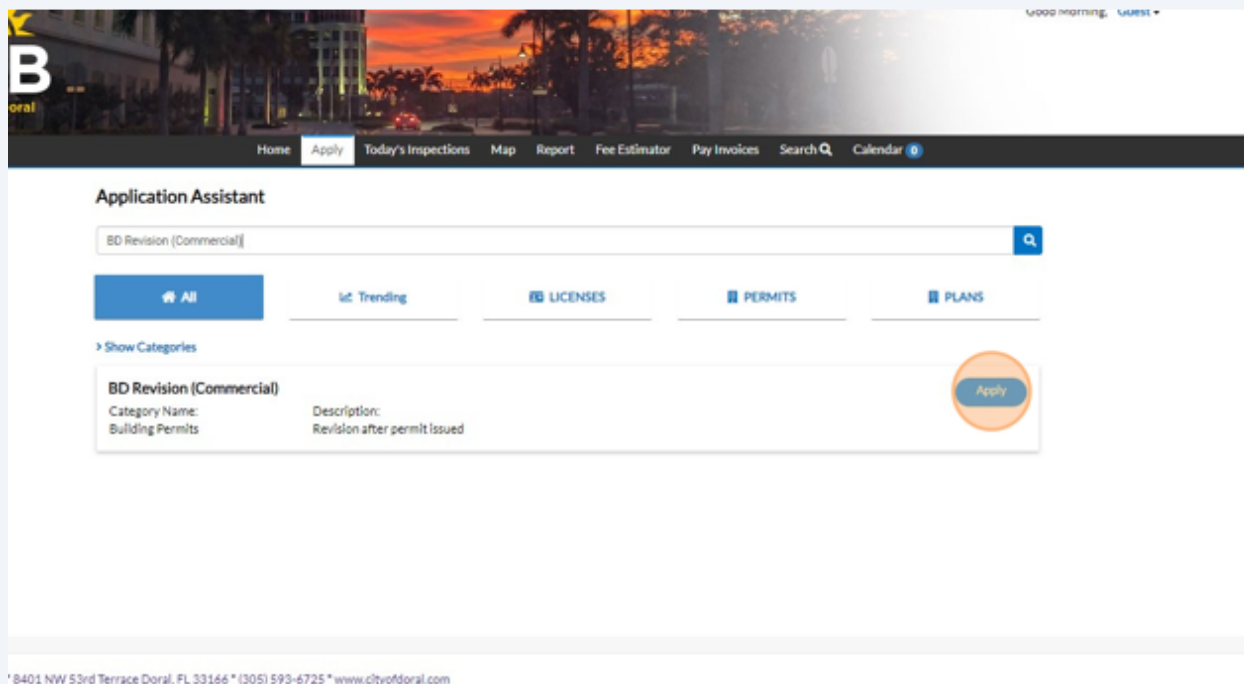 Good Morning, Guest
B
oral
Home Apply Today's Inspections Map Report Fee Estimator Pay Invoices Search Calendar 0
Application Assistant
BD Revision (Commercial)
All Trending LICENSES PERMITS PLANS
> Show Categories
BD Revision (Commercial)
Apply
Category Name: Description:
Building Permits Revision after permit issued
* 8401 NW 53rd Terrace Doral, FL 33166 * (305) 593-6725 * www.cityofdoral.com